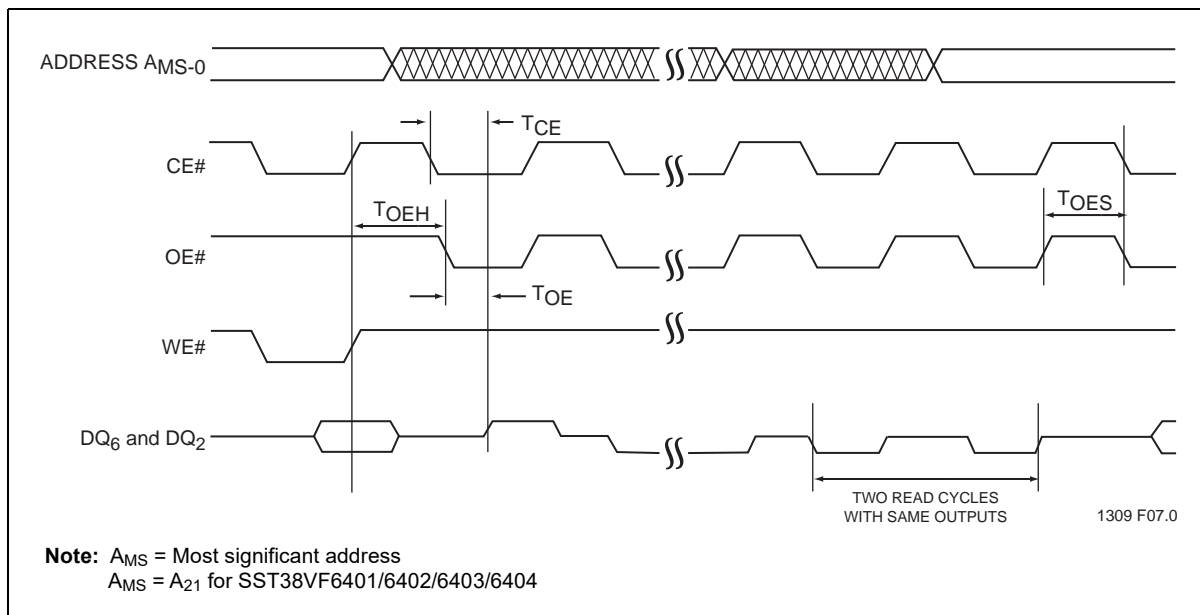 ADDRESS AMS-0
TCE
CE#
TOEH
TOES
OE#
TOE
WE#
DQ6 and DQ2
TWO READ CYCLES
WITH SAME OUTPUTS
1309 F07.0
Note: AMS = Most significant address
AMS = A21 for SST38VF6401/6402/6403/6404